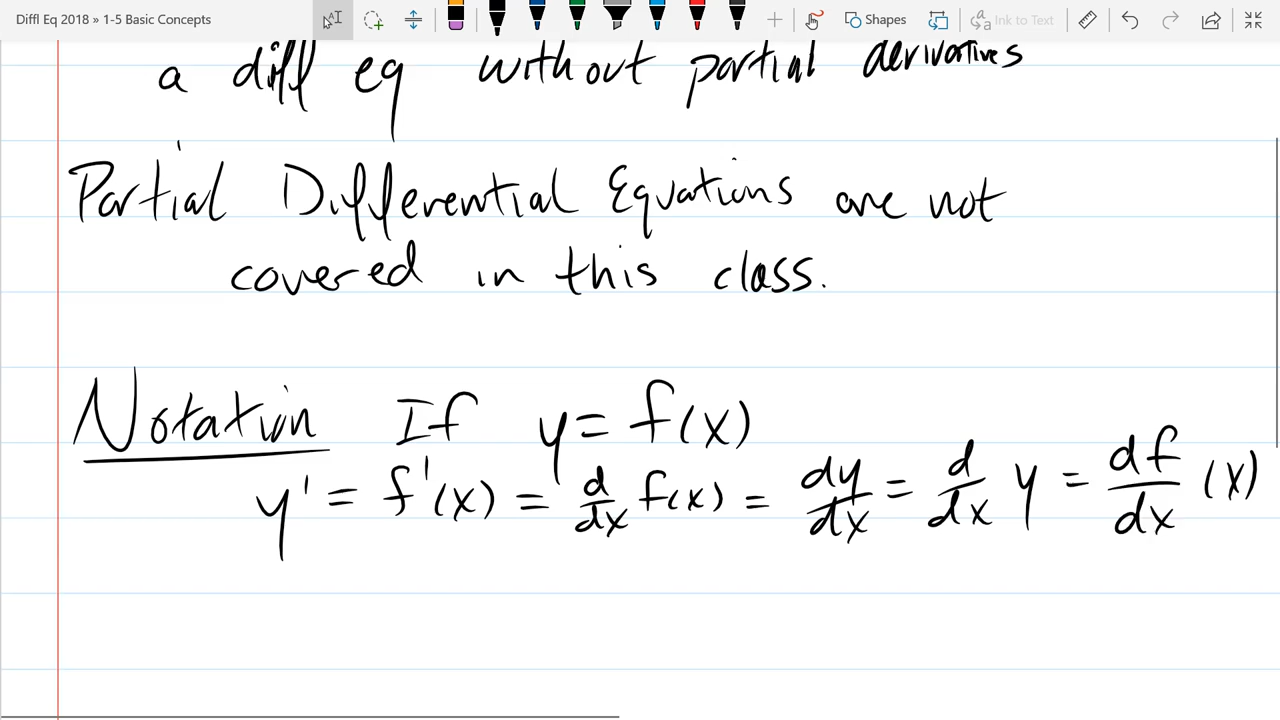 Diffl Eq 2018 » 1-5 Basic Concepts
Shapes
Ink to Text
a diff eq without partial derivatives
Partial Differential Equations are not
covered in this class.
Notation If y = f(x)
y' = f'(x) = d/dx f(x) = dy/dx = d/dx y = df/dx (x)